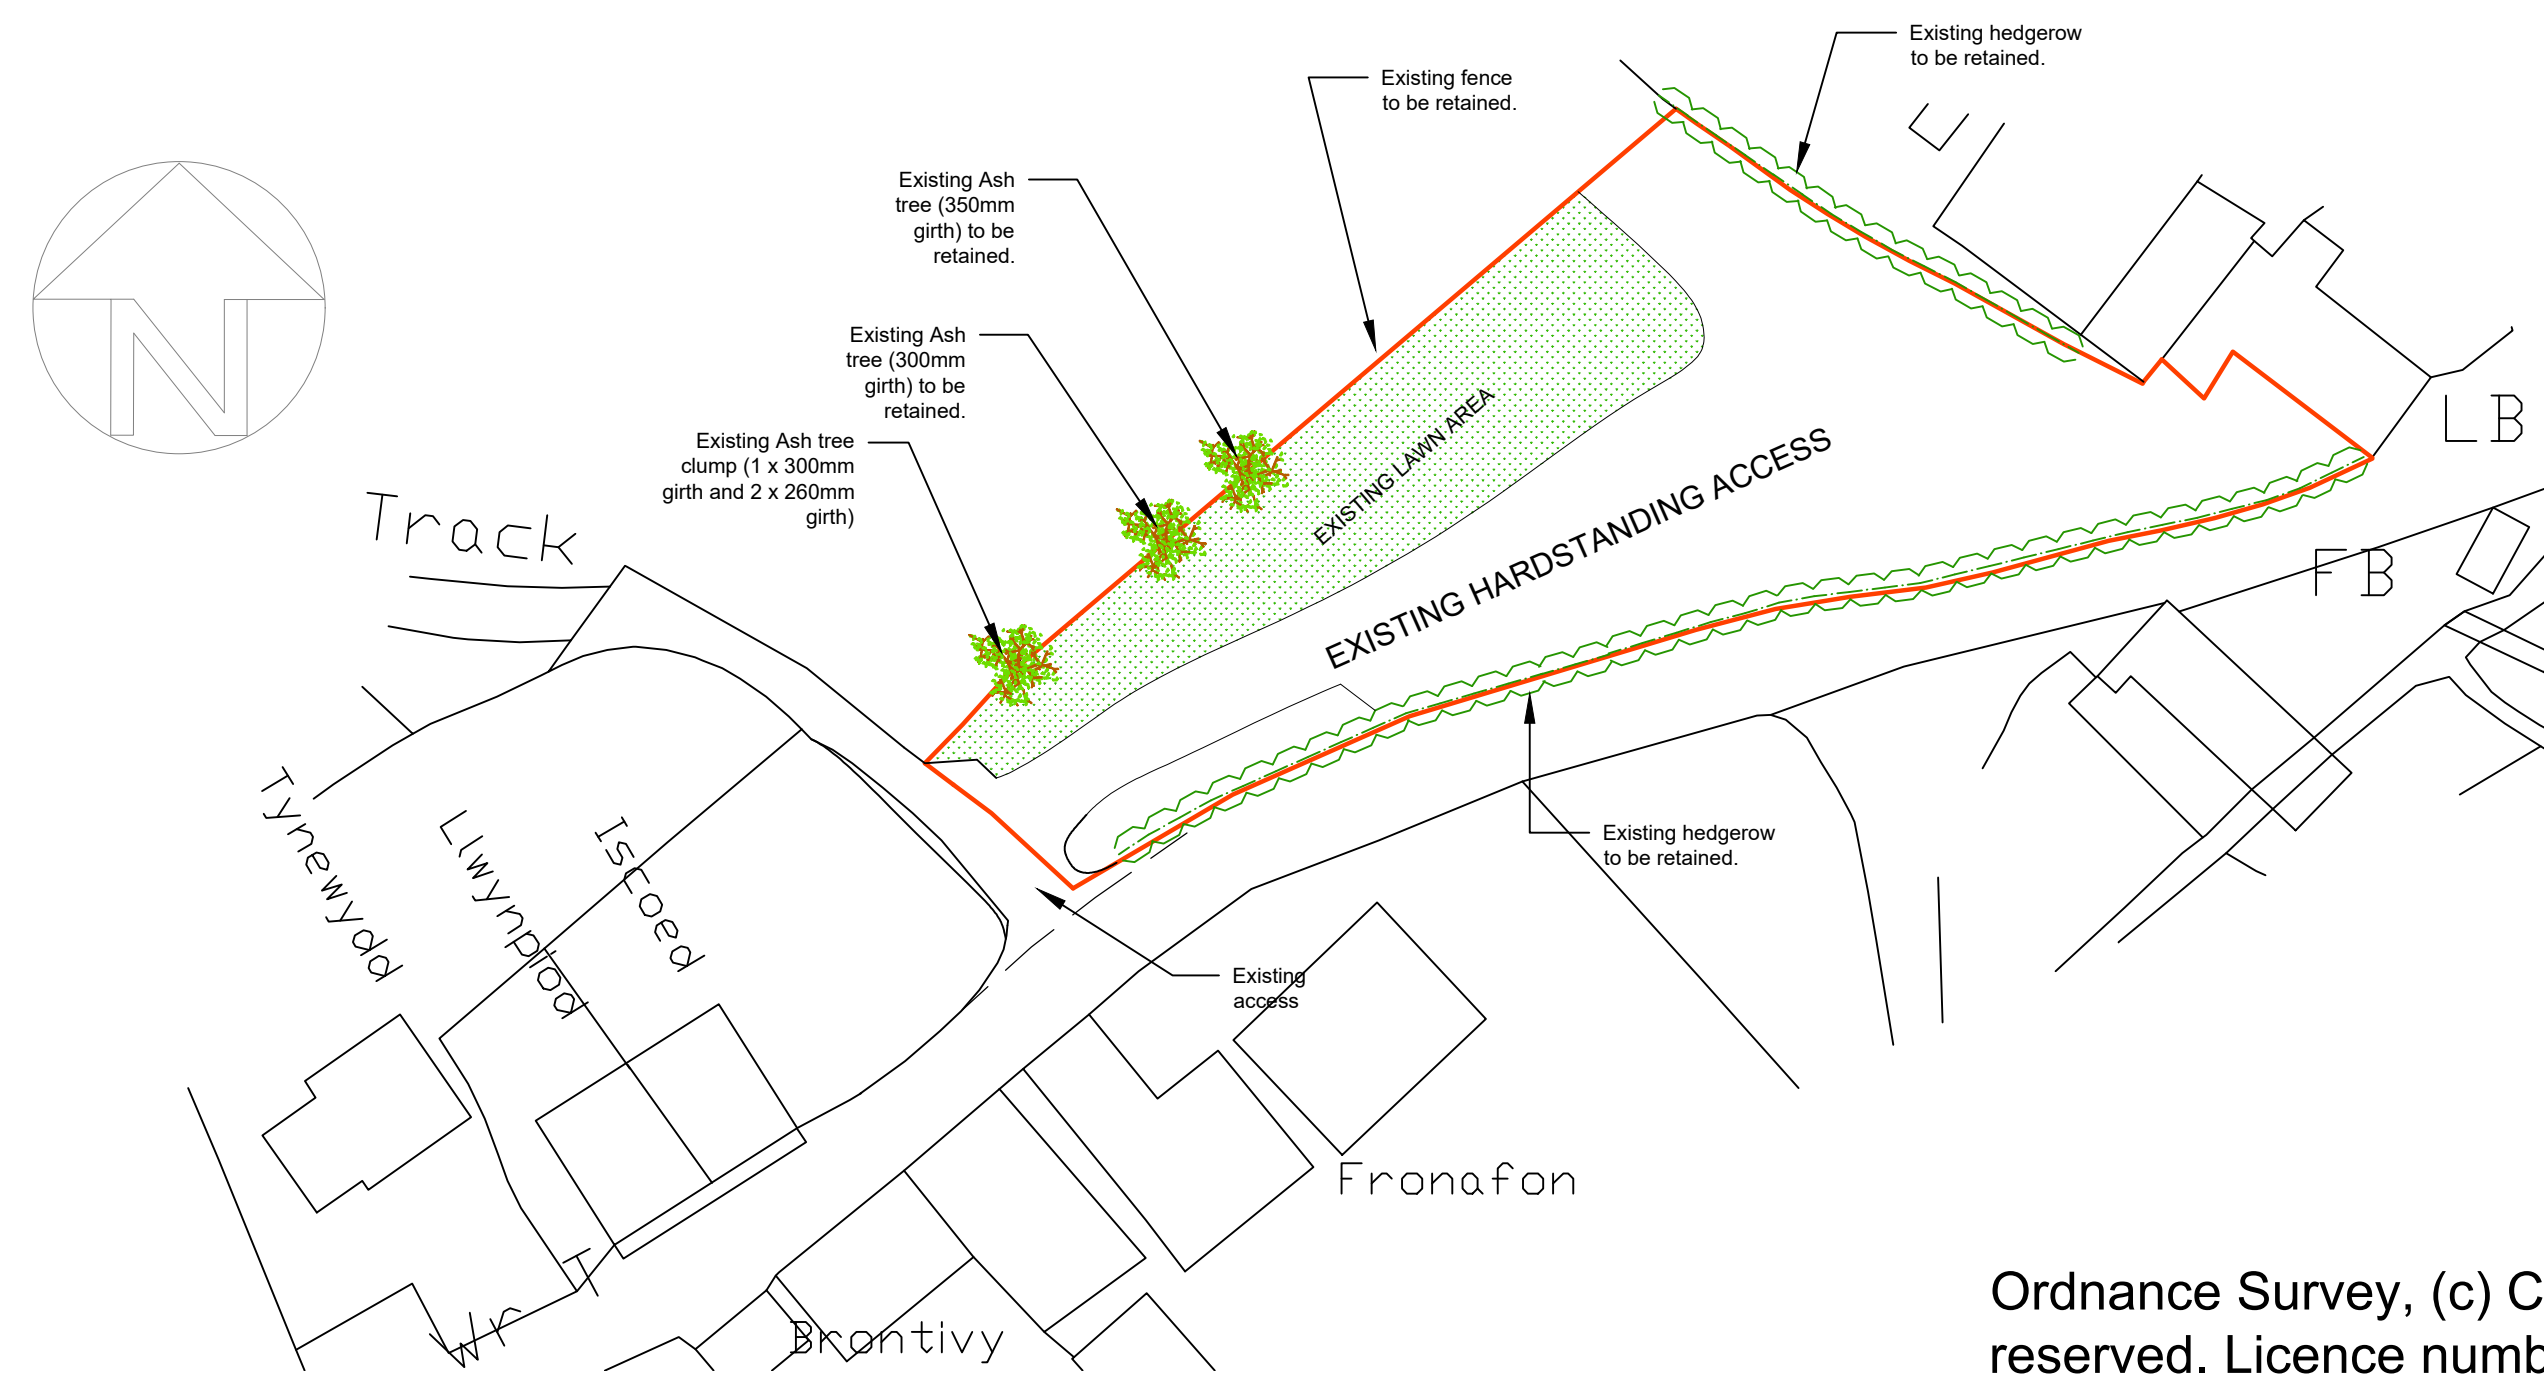 Existing hedgerow
to be retained.
Existing fence
to be retained.
Existing Ash
tree (350mm
girth) to be
retained.
Existing Ash
tree (300mm
girth) to be
retained.
Existing Ash tree
clump (1 x 300mm
girth and 2 x 260mm
girth)
N
Track
EXISTING LAWN AREA
EXISTING HARDSTANDING ACCESS
LB
FB
Tynewydd
Llwynplod
Iscoed
Existing hedgerow
to be retained.
Existing
access
Fronafon
Wr T
Brontivy
Ordnance Survey, (c) C
reserved. Licence numb